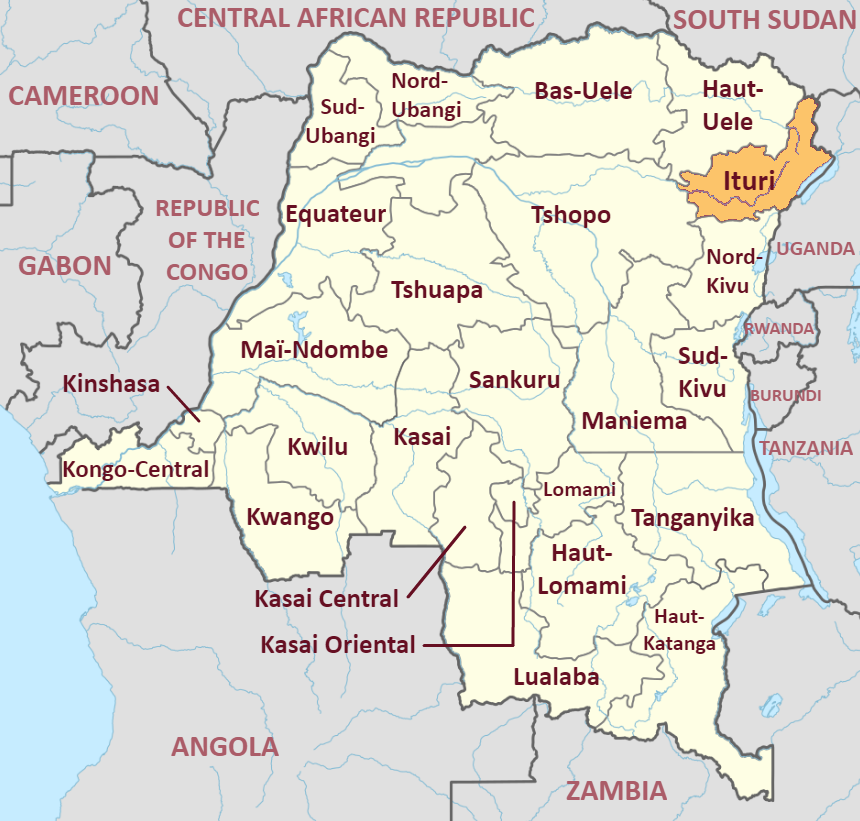 CENTRAL AFRICAN REPUBLIC
SOUTH SUDAN
CAMEROON
Nord-
Ubangi
Sud-
Ubangi
Bas-Uele
Haut-
Uele
Ituri
REPUBLIC
OF THE
CONGO
Equateur
Tshopo
GABON
UGANDA
Nord-
Kivu
Tshuapa
RWANDA
Maï-Ndombe
Sud-
Kivu
Kinshasa
Sankuru
BURUNDI
Maniema
Kasai
Kwilu
TANZANIA
Kongo-Central
Lomami
Kwango
Tanganyika
Haut-
Lomami
Kasai Central
Haut-
Katanga
Kasai Oriental
Lualaba
ANGOLA
ZAMBIA